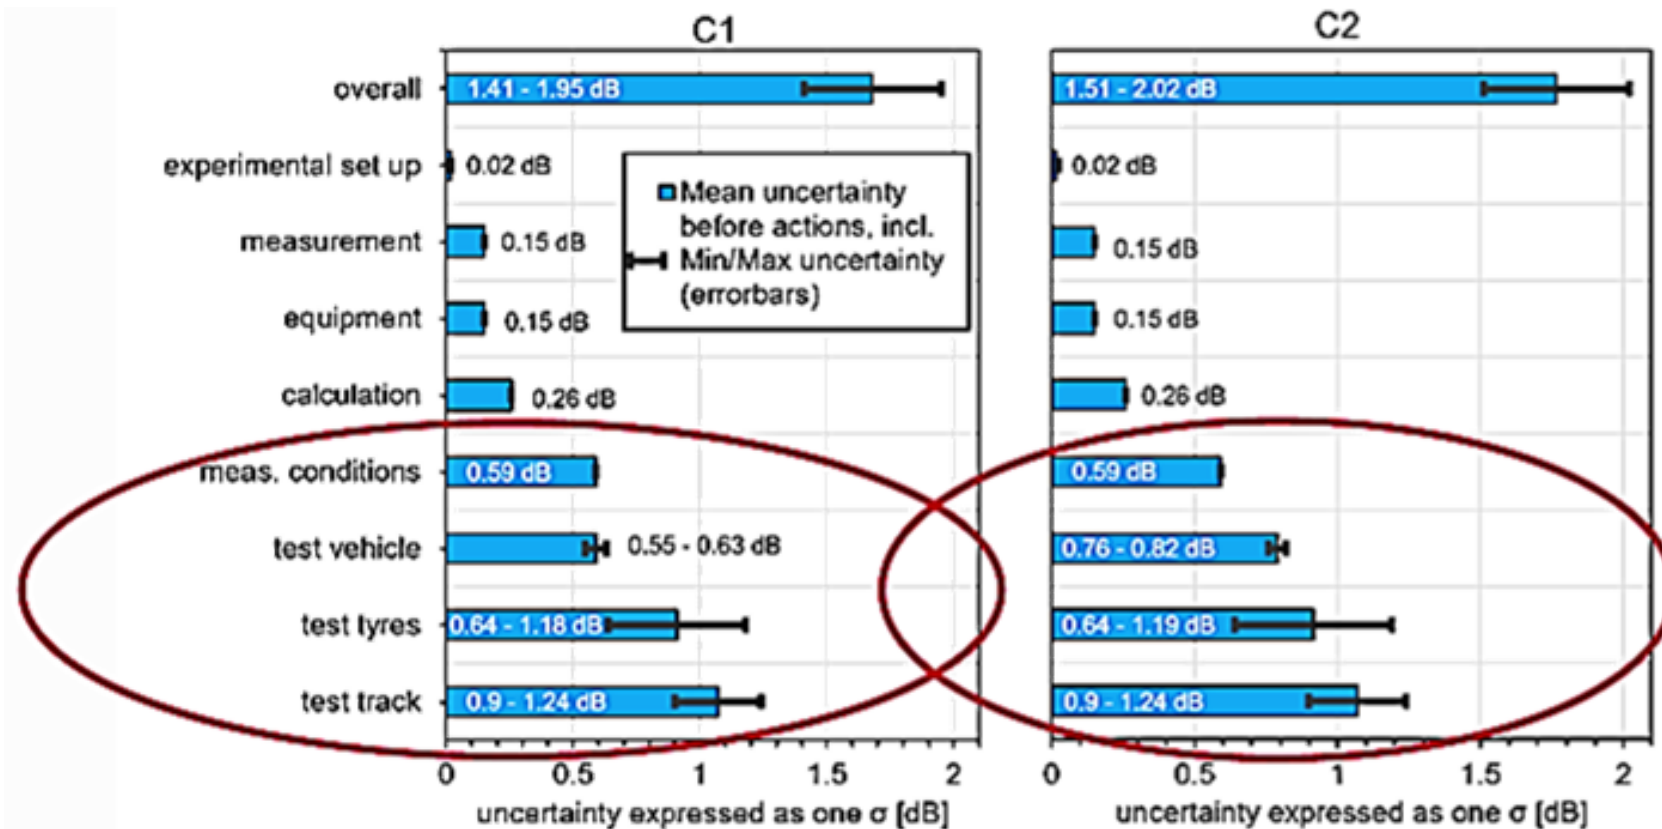 C1
overall
1.41 - 1.95 dB
experimental set up
0.02 dB
measurement
0.15 dB
equipment
0.15 dB
calculation
0.26 dB
meas. conditions
0.59 dB
test vehicle
0.55 - 0.63 dB
test tyres
0.64 - 1.18 dB
test track
0.9 - 1.24 dB
Mean uncertainty
before actions, incl.
Min/Max uncertainty
(errorbars)
0 0.5 1 1.5 2
uncertainty expressed as one σ [dB]
C2
1.51 - 2.02 dB
0.02 dB
0.15 dB
0.15 dB
0.26 dB
0.59 dB
0.76 - 0.82 dB
0.64 - 1.19 dB
0.9 - 1.24 dB
0 0.5 1 1.5 2
uncertainty expressed as one σ [dB]